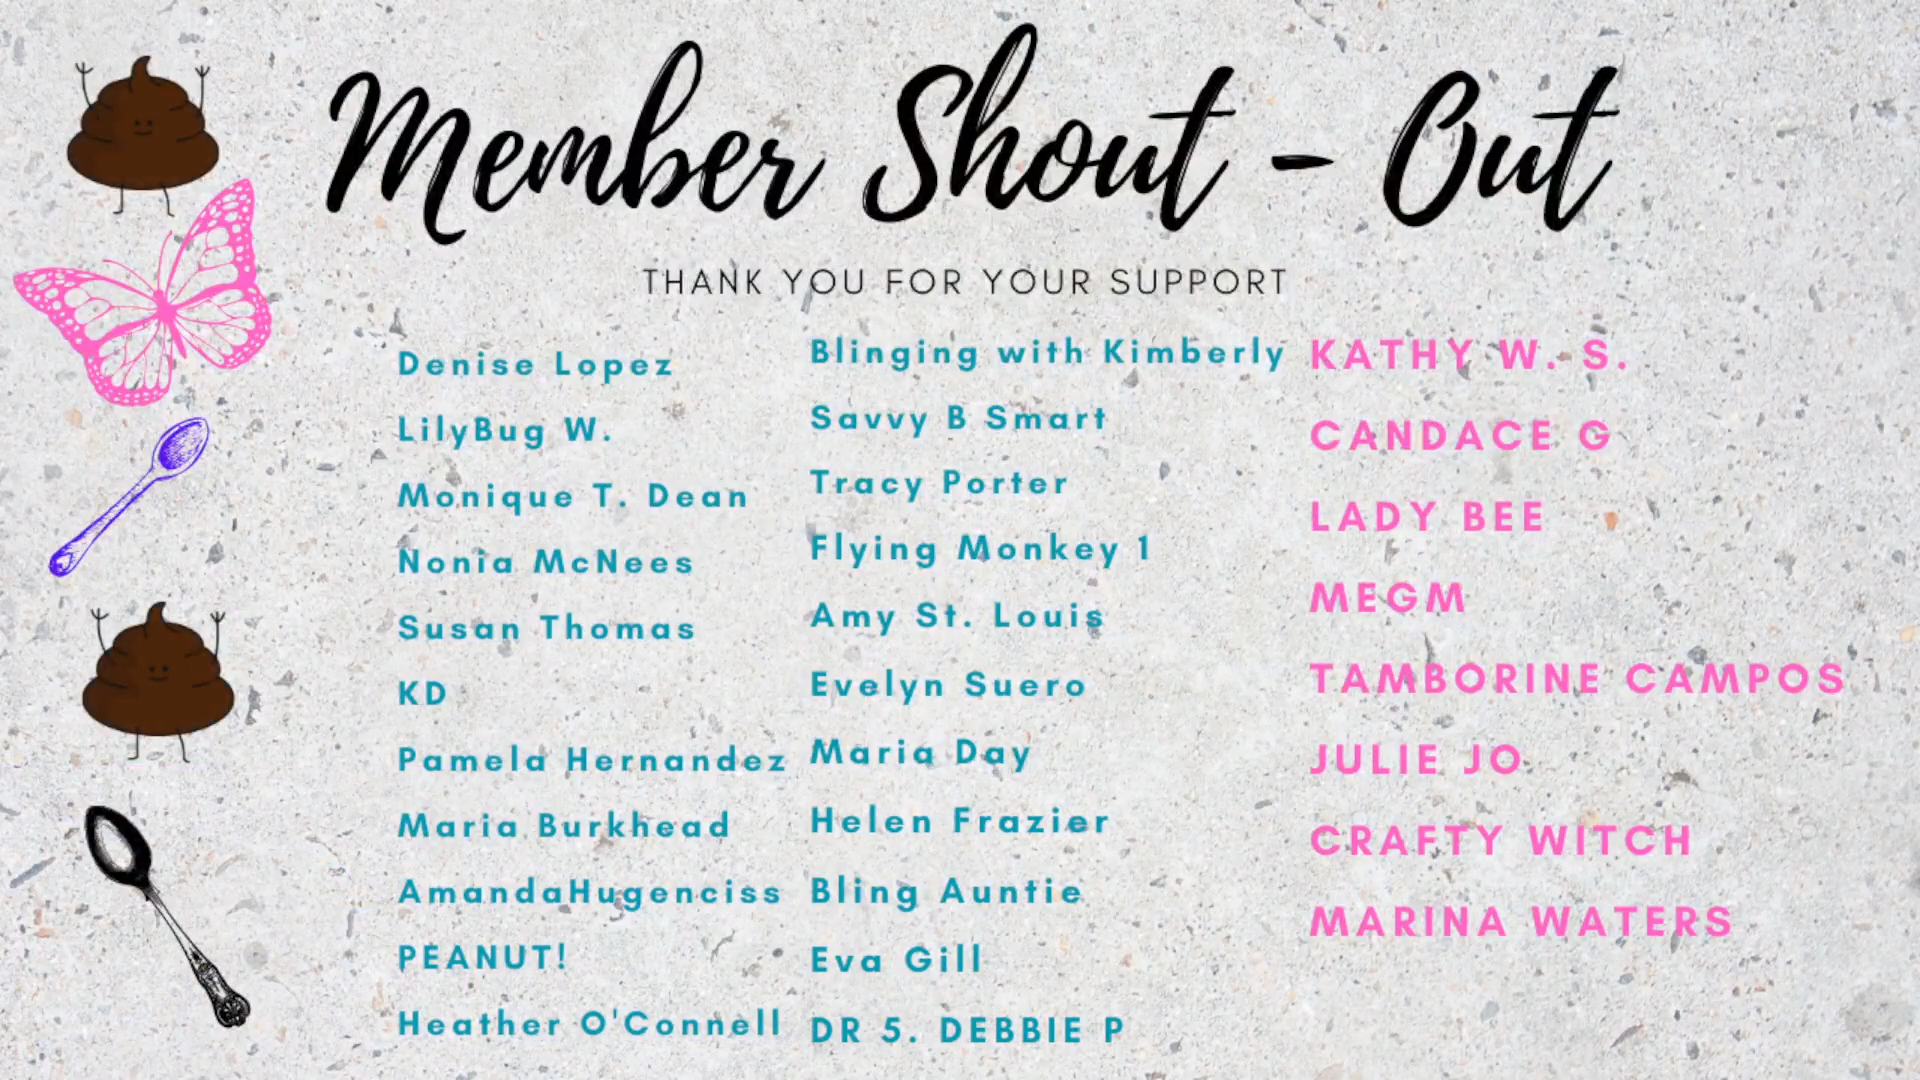 Member Shout - Out
THANK YOU FOR YOUR SUPPORT
Denise Lopez
LilyBug W.
Monique T. Dean
Nonia McNees
Susan Thomas
KD
Pamela Hernandez
Maria Burkhead
AmandaHugenciss
PEANUT!
Heather O'Connell
Blinging with Kimberly
Savvy B Smart
Tracy Porter
Flying Monkey 1
Amy St. Louis
Evelyn Suero
Maria Day
Helen Frazier
Bling Auntie
Eva Gill
DR 5. DEBBIE P
KATHY W. S.
CANDACE G
LADY BEE
MEGM
TAMBORINE CAMPOS
JULIE JO
CRAFTY WITCH
MARINA WATERS